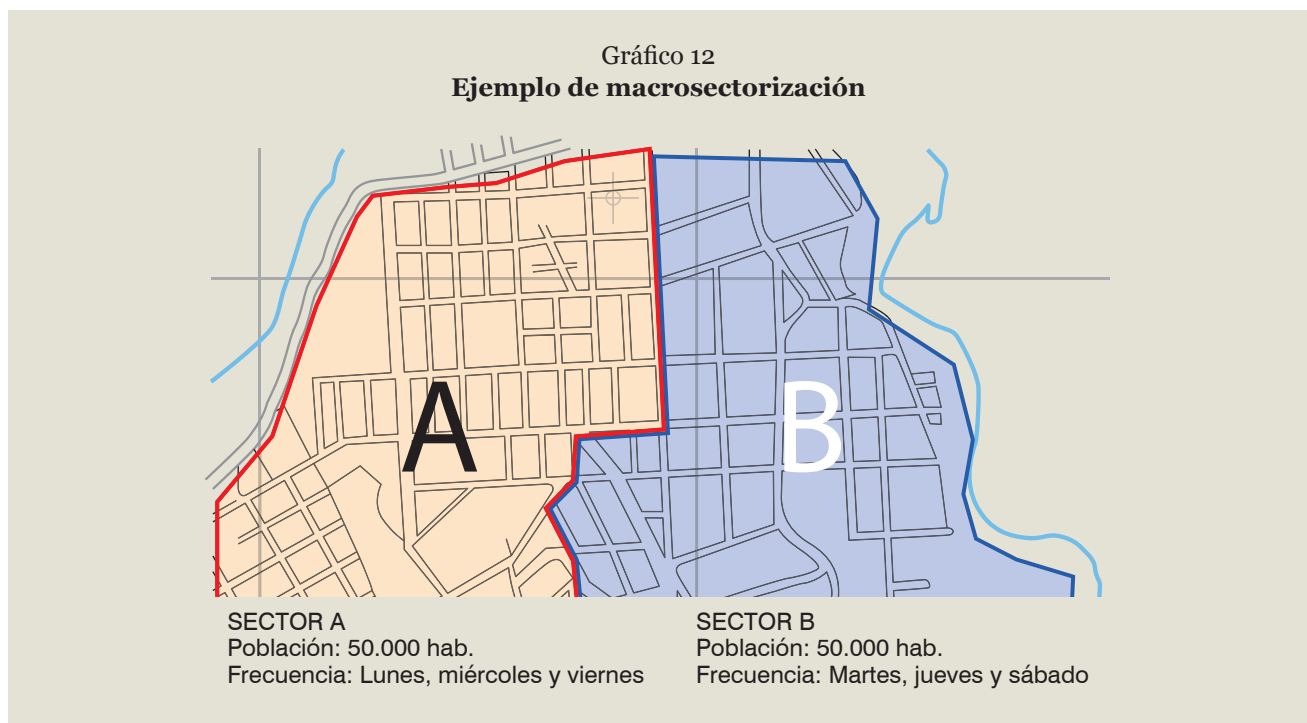 Gráfico 12
Ejemplo de macrosectorización
A
B
SECTOR A
Población: 50.000 hab.
Frecuencia: Lunes, miércoles y viernes
SECTOR B
Población: 50.000 hab.
Frecuencia: Martes, jueves y sábado